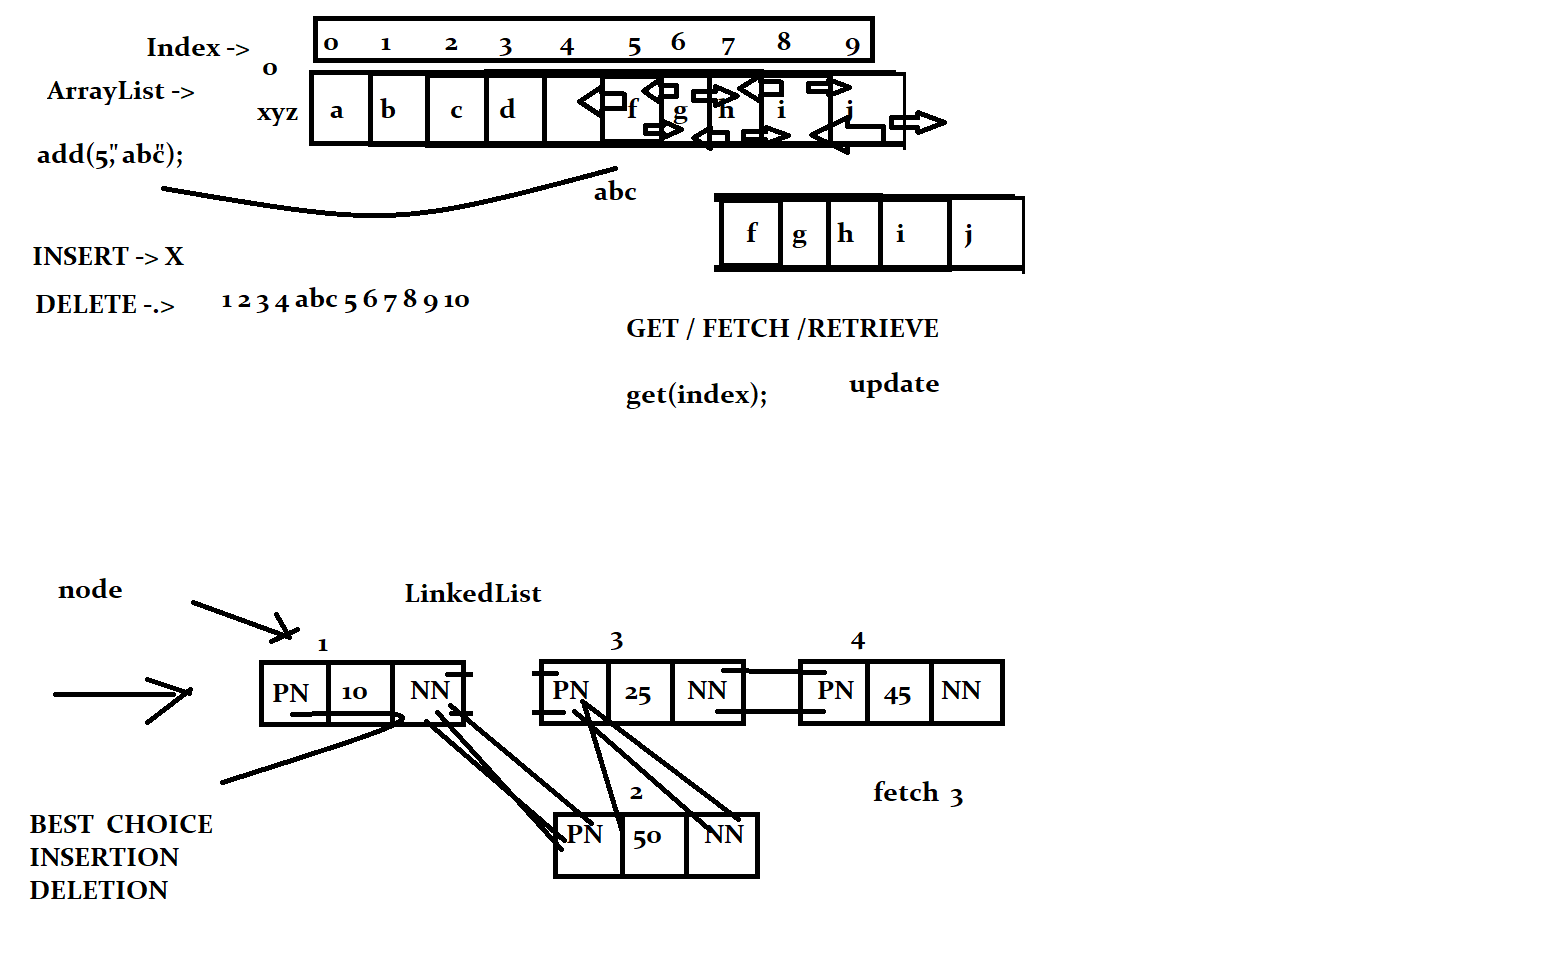 Index -> 0 1 2 3 4 5 6 7 8 9
0
ArrayList ->
xyz a b c d f g h i j
add(5,"abc");
abc
f g h i j
INSERT -> X
DELETE -.> 1 2 3 4 abc 5 6 7 8 9 10
GET / FETCH /RETRIEVE
get(index); update
node LinkedList
1 3 4
PN 10 NN PN 25 NN PN 45 NN
2 fetch 3
PN 50 NN
BEST CHOICE
INSERTION
DELETION